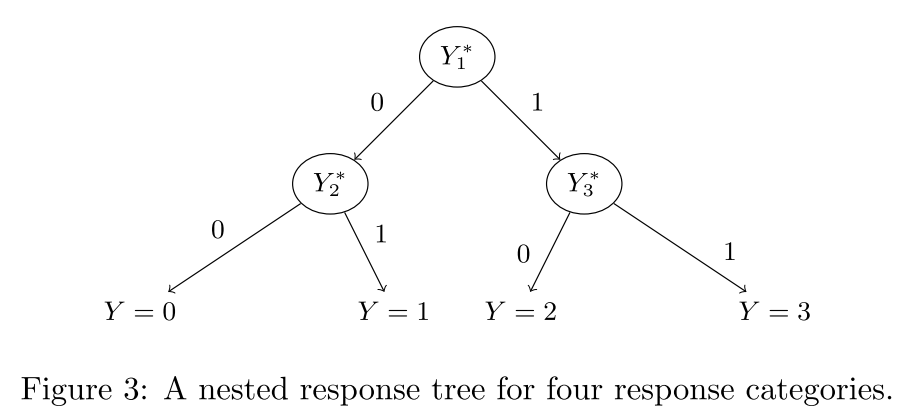 Y₁*
0 1
Y₂* Y₃*
0 1 0 1
Y = 0 Y = 1 Y = 2 Y = 3
Figure 3: A nested response tree for four response categories.